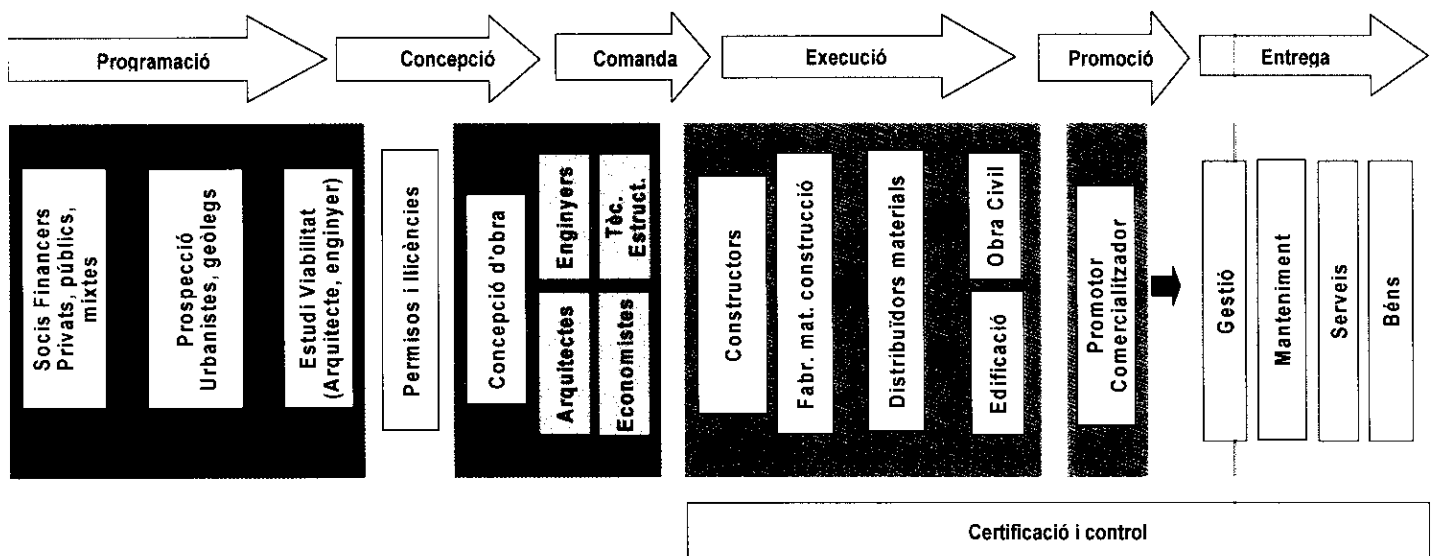 Programació
Concepció
Comanda
Execució
Promoció
Entrega
Socis Financers
Privats, públics,
mixtes
Prospecció
Urbanistes, geòlegs
Estudi Viabilitat
(Arquitecte, enginyer)
Permisos i llicències
Concepció d'obra
Enginyers
Tèc.
Estruct.
Arquitectes
Economistes
Constructors
Fabr. mat. construcció
Distribuïdors materials
Obra Civil
Edificació
Promotor
Comercialitzador
Gestió
Manteniment
Serveis
Béns
Certificació i control